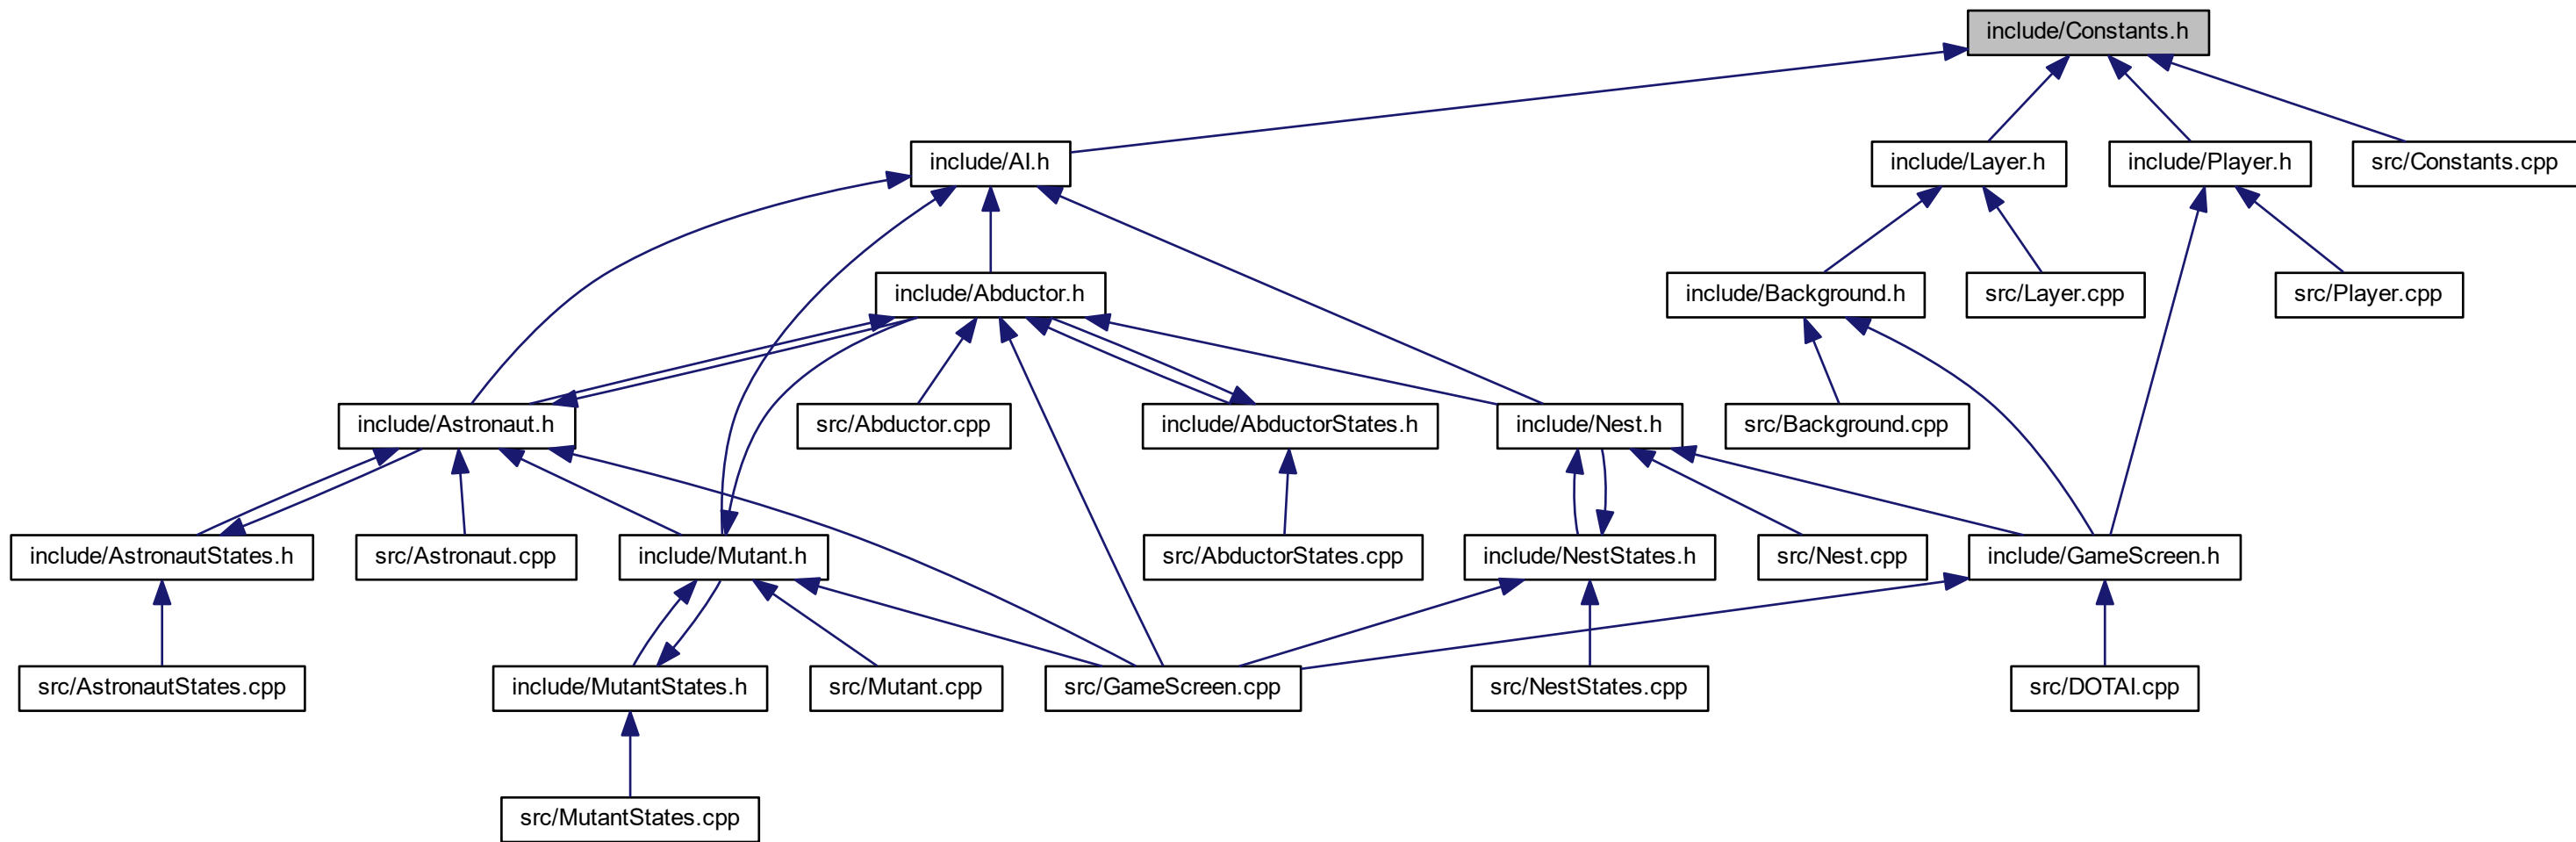 include/Constants.h
include/AI.h
include/Layer.h
include/Player.h
src/Constants.cpp
include/Abductor.h
include/Background.h
src/Layer.cpp
src/Player.cpp
include/Astronaut.h
src/Abductor.cpp
include/AbductorStates.h
include/Nest.h
src/Background.cpp
include/AstronautStates.h
src/Astronaut.cpp
include/Mutant.h
src/AbductorStates.cpp
include/NestStates.h
src/Nest.cpp
include/GameScreen.h
src/AstronautStates.cpp
include/MutantStates.h
src/Mutant.cpp
src/GameScreen.cpp
src/NestStates.cpp
src/DOTAI.cpp
src/MutantStates.cpp